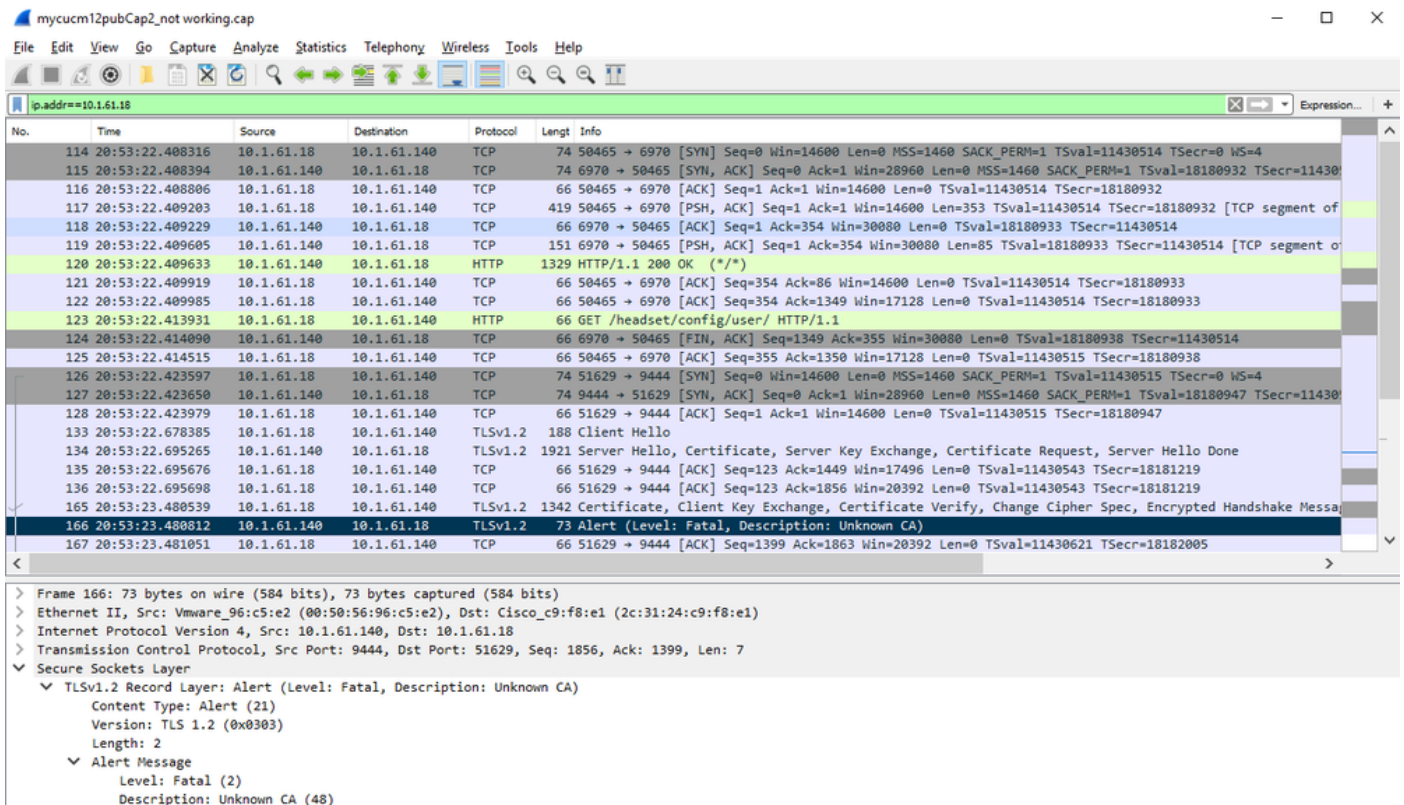 mycucm12pubCap2_not working.cap
File Edit View Go Capture Analyze Statistics Telephony Wireless Tools Help
ip.addr==10.1.61.18 Expression... +
No. Time Source Destination Protocol Lengt Info
114 20:53:22.408316 10.1.61.18 10.1.61.140 TCP 74 50465 → 6970 [SYN] Seq=0 Win=14600 Len=0 MSS=1460 SACK_PERM=1 TSval=11430514 TSecr=0 WS=4
115 20:53:22.408394 10.1.61.140 10.1.61.18 TCP 74 6970 → 50465 [SYN, ACK] Seq=0 Ack=1 Win=28960 Len=0 MSS=1460 SACK_PERM=1 TSval=18180932 TSecr=11430
116 20:53:22.408806 10.1.61.18 10.1.61.140 TCP 66 50465 → 6970 [ACK] Seq=1 Ack=1 Win=14600 Len=0 TSval=11430514 TSecr=18180932
117 20:53:22.409203 10.1.61.18 10.1.61.140 TCP 419 50465 → 6970 [PSH, ACK] Seq=1 Ack=1 Win=14600 Len=353 TSval=11430514 TSecr=18180932 [TCP segment of
118 20:53:22.409229 10.1.61.140 10.1.61.18 TCP 66 6970 → 50465 [ACK] Seq=1 Ack=354 Win=30080 Len=0 TSval=18180933 TSecr=11430514
119 20:53:22.409605 10.1.61.140 10.1.61.18 TCP 151 6970 → 50465 [PSH, ACK] Seq=1 Ack=354 Win=30080 Len=85 TSval=18180933 TSecr=11430514 [TCP segment
120 20:53:22.409633 10.1.61.140 10.1.61.18 HTTP 1329 HTTP/1.1 200 OK (*/*)
121 20:53:22.409919 10.1.61.18 10.1.61.140 TCP 66 50465 → 6970 [ACK] Seq=354 Ack=86 Win=14600 Len=0 TSval=11430514 TSecr=18180933
122 20:53:22.409985 10.1.61.18 10.1.61.140 TCP 66 50465 → 6970 [ACK] Seq=354 Ack=1349 Win=17128 Len=0 TSval=11430514 TSecr=18180933
123 20:53:22.413931 10.1.61.18 10.1.61.140 HTTP 66 GET /headset/config/user/ HTTP/1.1
124 20:53:22.414090 10.1.61.140 10.1.61.18 TCP 66 6970 → 50465 [FIN, ACK] Seq=1349 Ack=355 Win=30080 Len=0 TSval=18180938 TSecr=11430514
125 20:53:22.414515 10.1.61.18 10.1.61.140 TCP 66 50465 → 6970 [ACK] Seq=355 Ack=1350 Win=17128 Len=0 TSval=11430515 TSecr=18180938
126 20:53:22.423597 10.1.61.18 10.1.61.140 TCP 74 51629 → 9444 [SYN] Seq=0 Win=14600 Len=0 MSS=1460 SACK_PERM=1 TSval=11430515 TSecr=0 WS=4
127 20:53:22.423650 10.1.61.140 10.1.61.18 TCP 74 9444 → 51629 [SYN, ACK] Seq=0 Ack=1 Win=28960 Len=0 MSS=1460 SACK_PERM=1 TSval=18180947 TSecr=11430
128 20:53:22.423979 10.1.61.18 10.1.61.140 TCP 66 51629 → 9444 [ACK] Seq=1 Ack=1 Win=14600 Len=0 TSval=11430515 TSecr=18180947
133 20:53:22.678385 10.1.61.18 10.1.61.140 TLSv1.2 188 Client Hello
134 20:53:22.695265 10.1.61.140 10.1.61.18 TLSv1.2 1921 Server Hello, Certificate, Server Key Exchange, Certificate Request, Server Hello Done
135 20:53:22.695676 10.1.61.18 10.1.61.140 TCP 66 51629 → 9444 [ACK] Seq=123 Ack=1449 Win=17496 Len=0 TSval=11430543 TSecr=18181219
136 20:53:22.695698 10.1.61.18 10.1.61.140 TCP 66 51629 → 9444 [ACK] Seq=123 Ack=1856 Win=20392 Len=0 TSval=11430543 TSecr=18181219
165 20:53:23.480539 10.1.61.18 10.1.61.140 TLSv1.2 1342 Certificate, Client Key Exchange, Certificate Verify, Change Cipher Spec, Encrypted Handshake Messa
166 20:53:23.480812 10.1.61.140 10.1.61.18 TLSv1.2 73 Alert (Level: Fatal, Description: Unknown CA)
167 20:53:23.481051 10.1.61.18 10.1.61.140 TCP 66 51629 → 9444 [ACK] Seq=1399 Ack=1863 Win=20392 Len=0 TSval=11430621 TSecr=18182005
Frame 166: 73 bytes on wire (584 bits), 73 bytes captured (584 bits)
Ethernet II, Src: Vmware_96:c5:e2 (00:50:56:96:c5:e2), Dst: Cisco_c9:f8:e1 (2c:31:24:c9:f8:e1)
Internet Protocol Version 4, Src: 10.1.61.140, Dst: 10.1.61.18
Transmission Control Protocol, Src Port: 9444, Dst Port: 51629, Seq: 1856, Ack: 1399, Len: 7
Secure Sockets Layer
TLSv1.2 Record Layer: Alert (Level: Fatal, Description: Unknown CA)
Content Type: Alert (21)
Version: TLS 1.2 (0x0303)
Length: 2
Alert Message
Level: Fatal (2)
Description: Unknown CA (48)